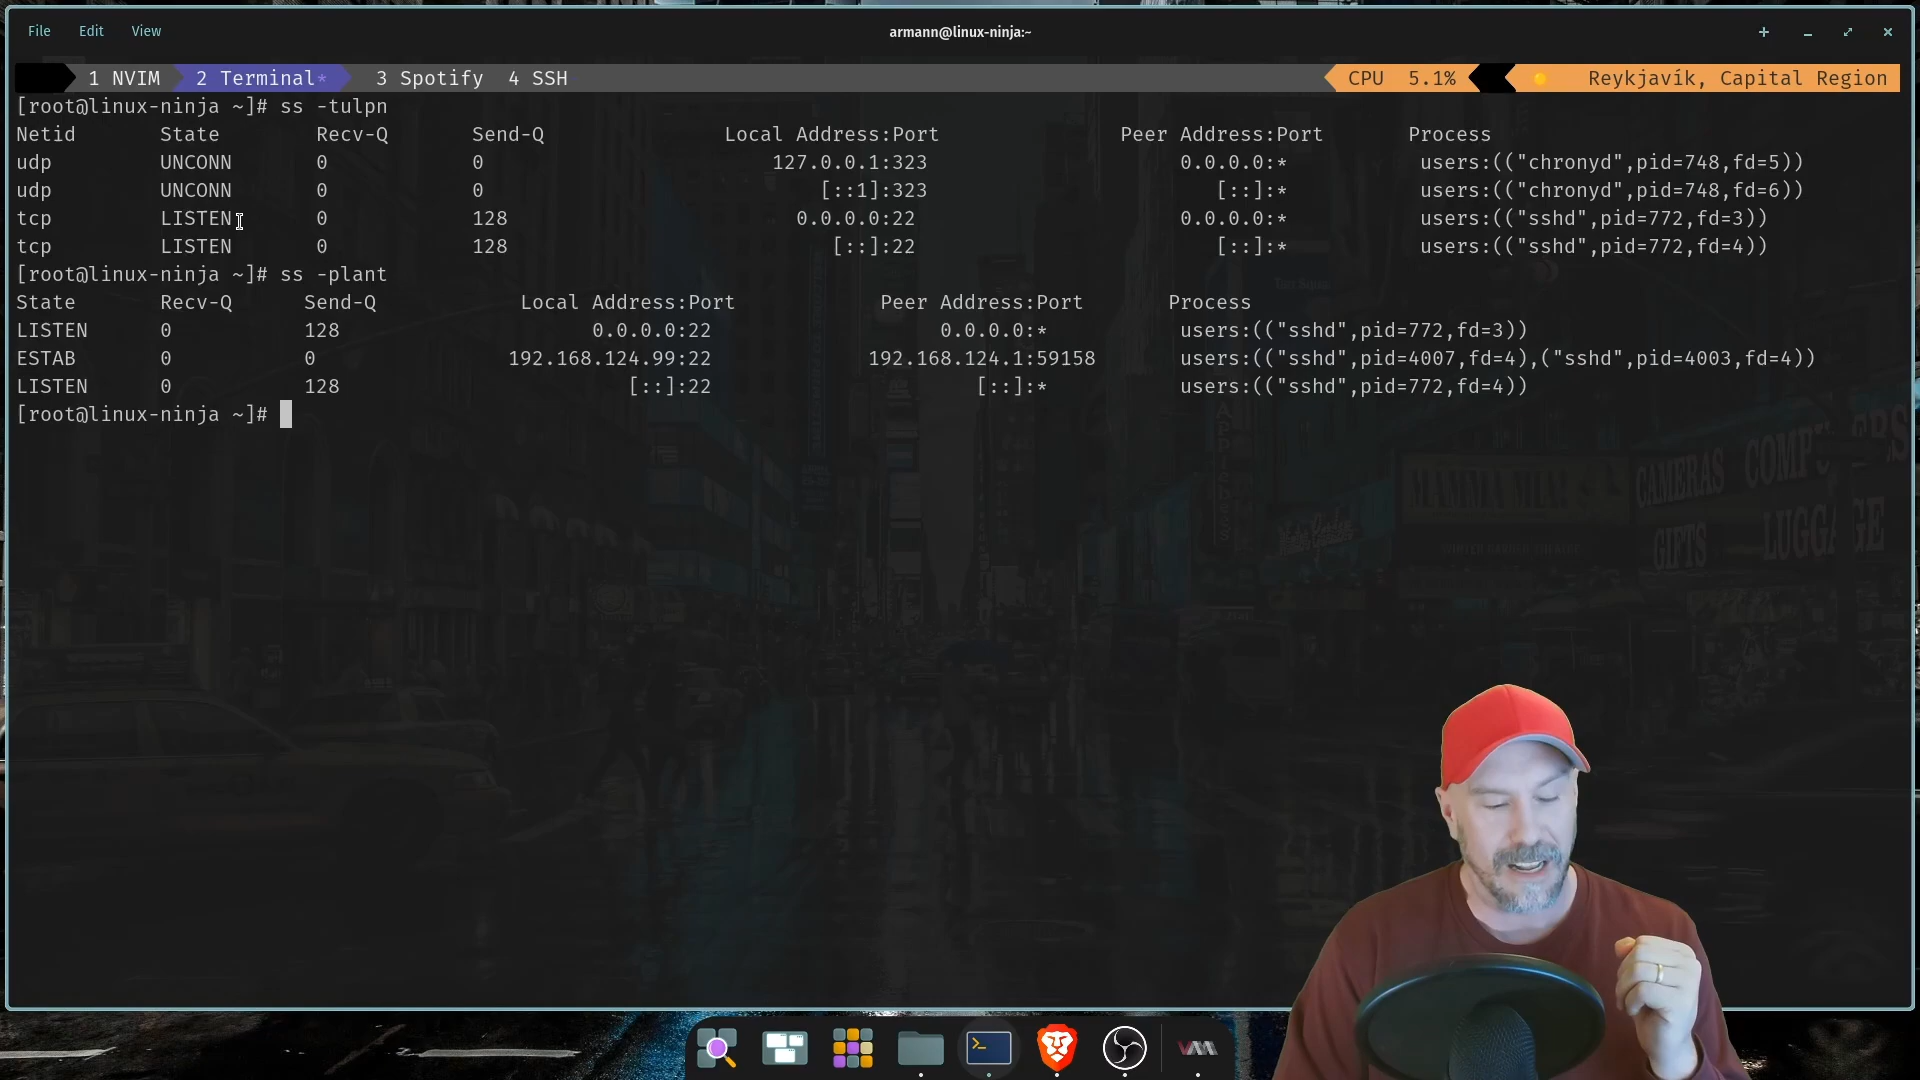 File Edit View armann@linux-ninja:~
1 NVIM 2 Terminal* 3 Spotify 4 SSH CPU 5.1% Reykjavík, Capital Region
[root@linux-ninja ~]# ss -tulpn
Netid State Recv-Q Send-Q Local Address:Port Peer Address:Port Process
udp UNCONN 0 0 127.0.0.1:323 0.0.0.0:* users:(("chronyd",pid=748,fd=5))
udp UNCONN 0 0 [::1]:323 [::]:* users:(("chronyd",pid=748,fd=6))
tcp LISTEN 0 128 0.0.0.0:22 0.0.0.0:* users:(("sshd",pid=772,fd=3))
tcp LISTEN 0 128 [::]:22 [::]:* users:(("sshd",pid=772,fd=4))
[root@linux-ninja ~]# ss -plant
State Recv-Q Send-Q Local Address:Port Peer Address:Port Process
LISTEN 0 128 0.0.0.0:22 0.0.0.0:* users:(("sshd",pid=772,fd=3))
ESTAB 0 0 192.168.124.99:22 192.168.124.1:59158 users:(("sshd",pid=4007,fd=4),("sshd",pid=4003,fd=4))
LISTEN 0 128 [::]:22 [::]:* users:(("sshd",pid=772,fd=4))
[root@linux-ninja ~]#
CAMERAS
GIFTS